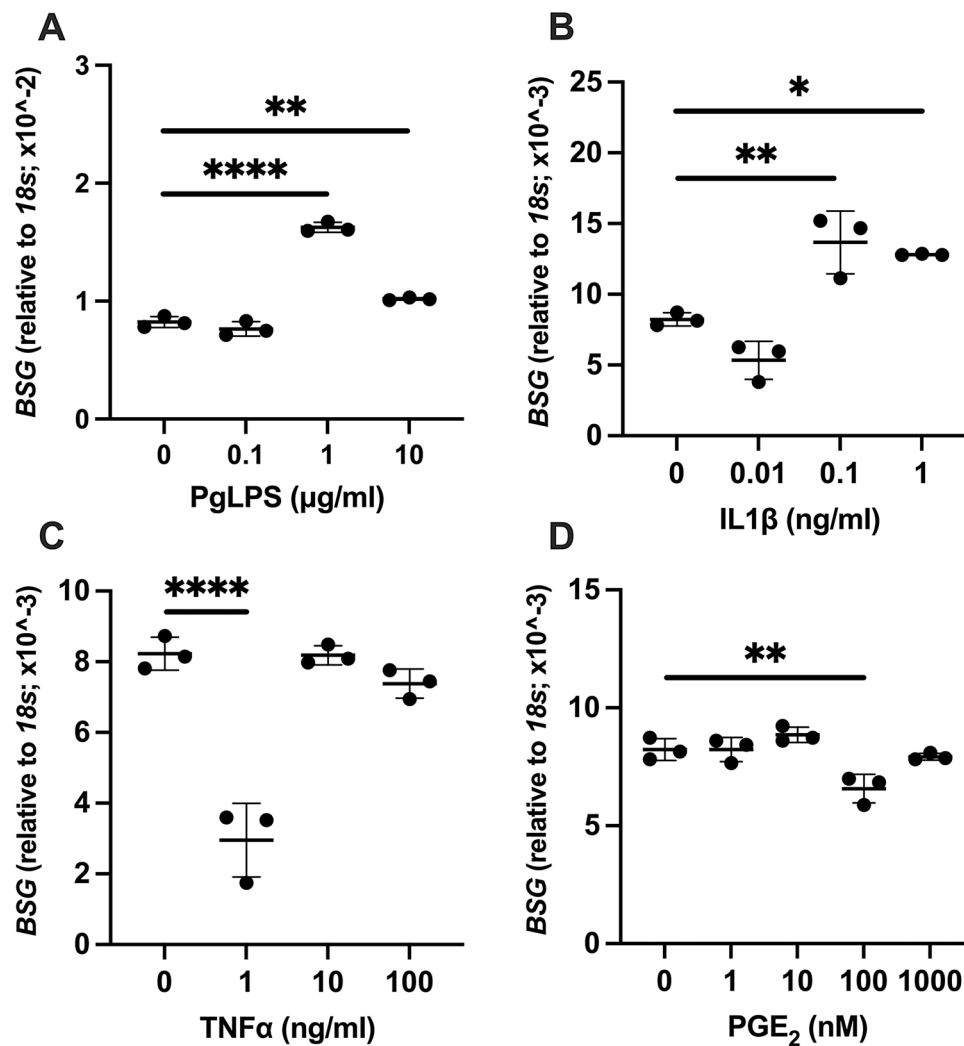 A
BSG (relative to 18s; x10^-2)
3
2
1
0
**
****
0 0.1 1 10
PgLPS (µg/ml)
B
BSG (relative to 18s; x10^-3)
25
20
15
10
5
0
*
**
0 0.01 0.1 1
IL1β (ng/ml)
C
BSG (relative to 18s; x10^-3)
10
8
6
4
2
0
****
0 1 10 100
TNFα (ng/ml)
D
BSG (relative to 18s; x10^-3)
15
10
5
0
**
0 1 10 100 1000
PGE₂ (nM)